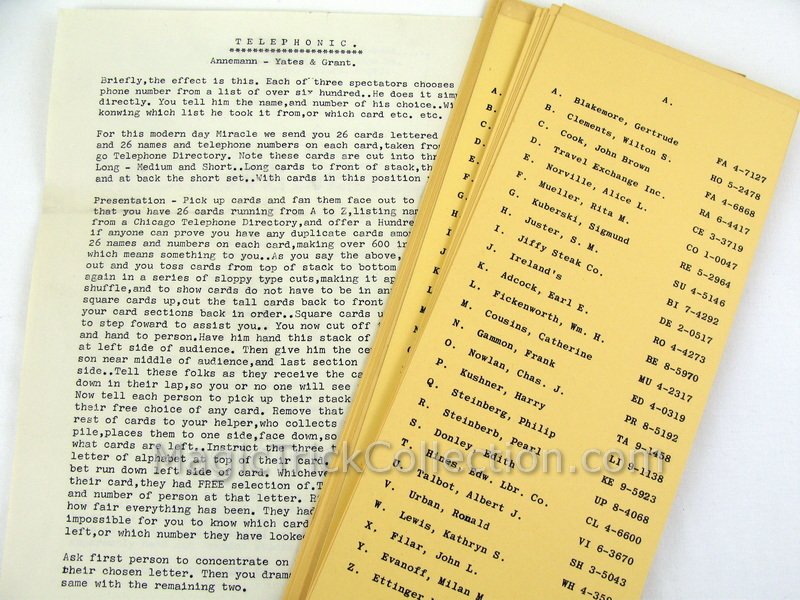 T E L E P H O N I C .
*********************
Annemann - Yates & Grant.
Briefly,the effect is this. Each of three spectators chooses
phone number from a list of over six hundred..He does it
directly. You tell him the name,and number of his choice..
konwing which list he took it from,or which card etc. etc.
For this modern day Miracle we send you 26 cards lettered
and 26 names and telephone numbers on each card,taken
go Telephone Directory. Note these cards are cut into
Long - Medium and Short..Long cards to front of stack,
and at back the short set..With cards in this position
Presentation - Pick up cards and fan them face out to
that you have 26 cards running from A to Z,listing
from a Chicago Telephone Directory,and offer a
if anyone can prove you have any duplicate cards
26 names and numbers on each card,making over 600
which means something to you..As you say the above,
out and you toss cards from top of stack to bottom
again in a series of sloppy type cuts,making it
shuffle,and to show cards do not have to be in
square cards up,cut the tall cards back to front
your card sections back in order..Square cards
to step foward to assist you.. You now cut off
and hand to person.Have him hand this stack of
at left side of audience. Then give him the
son near middle of audience,and last section
side..Tell these folks as they receive the
down in their lap,so you or no one will see
Now tell each person to pick up their stack
their free choice of any card. Remove that
rest of cards to your helper,who collects
pile,places them to one side,face down,so
what cards are left.Instruct the three
letter of alphabet as to at their
bet run down left side of card. Whichever
their card,they had FREE selection of.
and number of person at that letter.
how fair everything has been. They had
impossible for you to know which card
left,or which number they have looked
Ask first person to concentrate on
their chosen letter. Then you
same with the remaining two.
A.
A. Blakemore, Gertrude FA 4-7127
B. Clements, Wilton S. HO 5-2478
C. Cook, John Brown FA 4-6868
D. Travel Exchange Inc. RA 6-4417
E. Norville, Alice L. CE 3-3719
F. Mueller, Rita M. CO 1-0047
G. Kuberski, Sigmund RE 5-2964
H. Juster, S. M. SU 4-5146
I. Jiffy Steak Co. BI 7-4292
J. Ireland's DE 2-0517
K. Adcock, Earl E. RO 4-4273
L. Fickenworth, Wm. H. BE 8-5970
M. Cousins, Catherine MU 4-2317
N. Gammon, Frank ED 4-0319
O. Nowlan, Chas. J. PR 8-5192
P. Kushner, Harry TA
Q. Steinberg, Philip LO 9-1138
R. Steinberb, Pearl KE 9-5923
S. Donley Edith UP 8-4068
T. Hines, Edw. Lbr. Co. CL 4-6600
U. Talbot, Albert J. VI 6-3670
V. Urban, Ronald SH 3-5043
W. Lewis, Kathryn S. WH
X. Filar, John L.
Y. Evanoff, Milan M.
Z. Ettinger
MagicTrickCollection.com